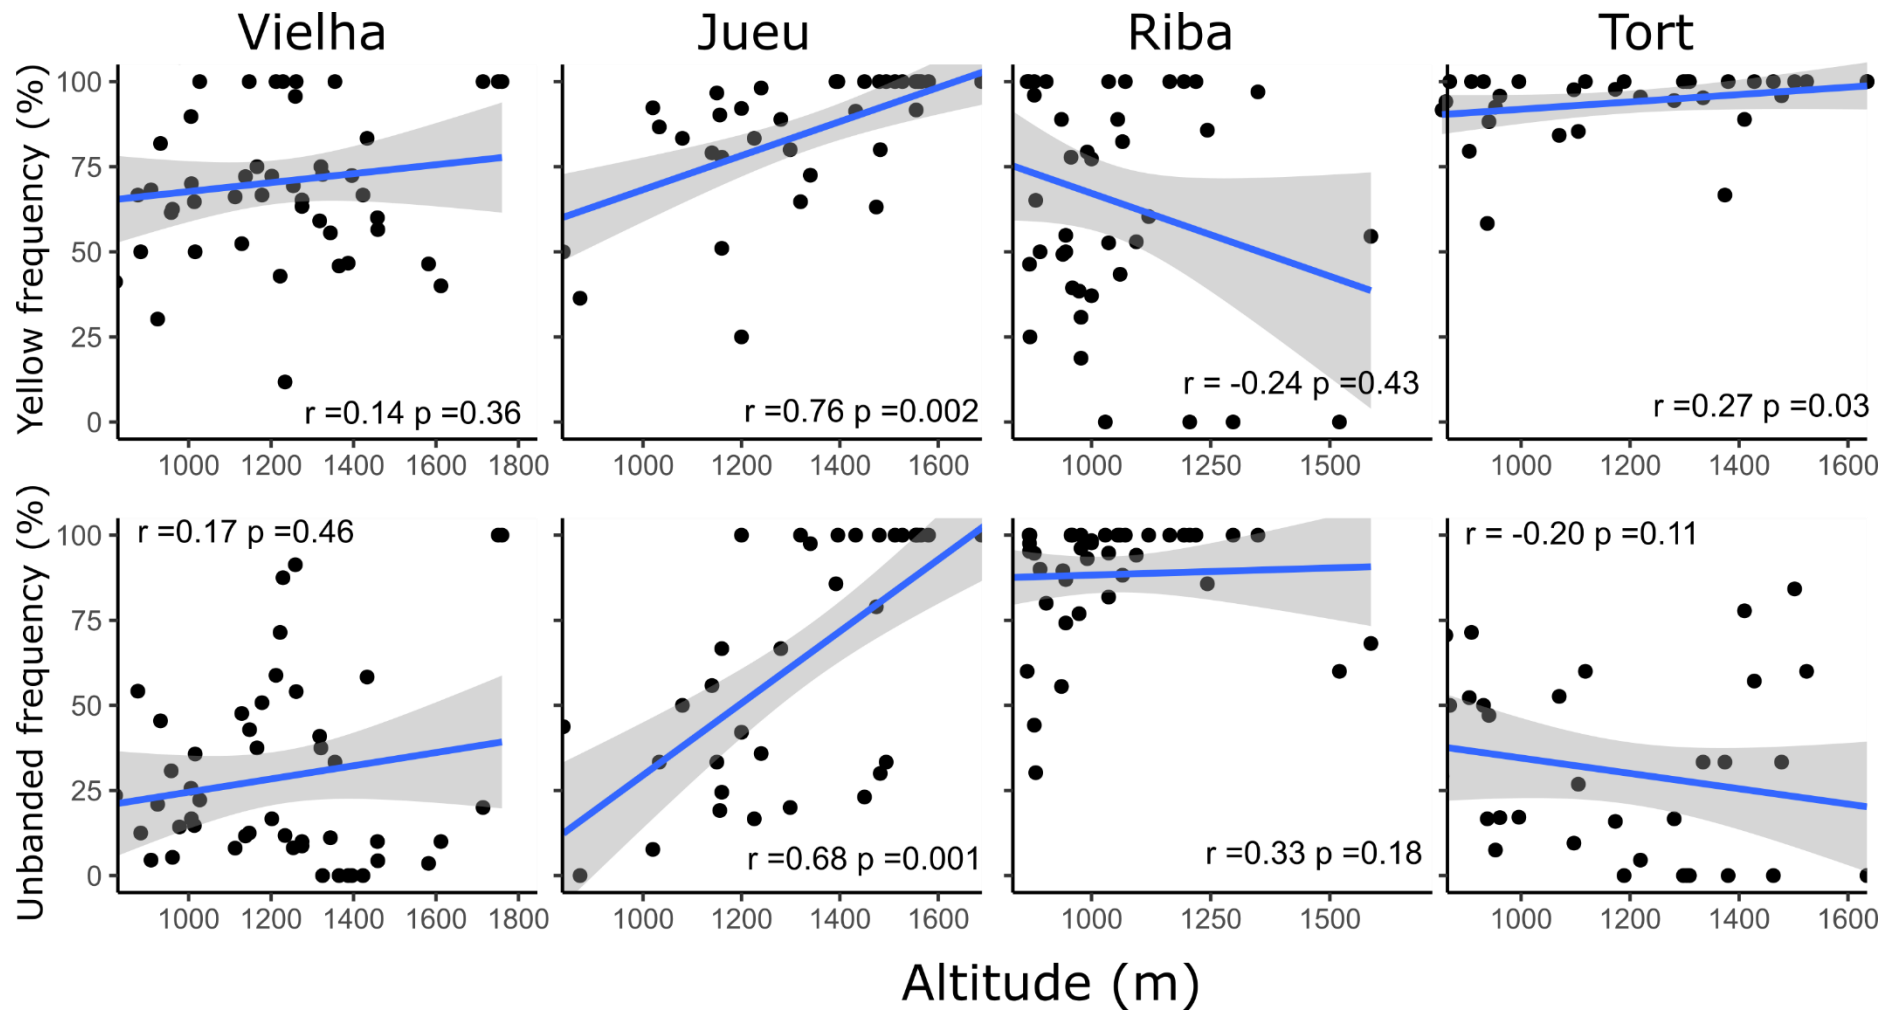 Vielha Jueu Riba Tort
Yellow frequency (%)
100
75
50
25
0
r =0.14 p =0.36
r =0.76 p =0.002
r = -0.24 p =0.43
r =0.27 p =0.03
1000 1200 1400 1600 1800
1000 1200 1400 1600
1000 1250 1500
1000 1200 1400 1600
Unbanded frequency (%)
100
75
50
25
0
r =0.17 p =0.46
r =0.68 p =0.001
r =0.33 p =0.18
r = -0.20 p =0.11
1000 1200 1400 1600 1800
1000 1200 1400 1600
1000 1250 1500
1000 1200 1400 1600
Altitude (m)